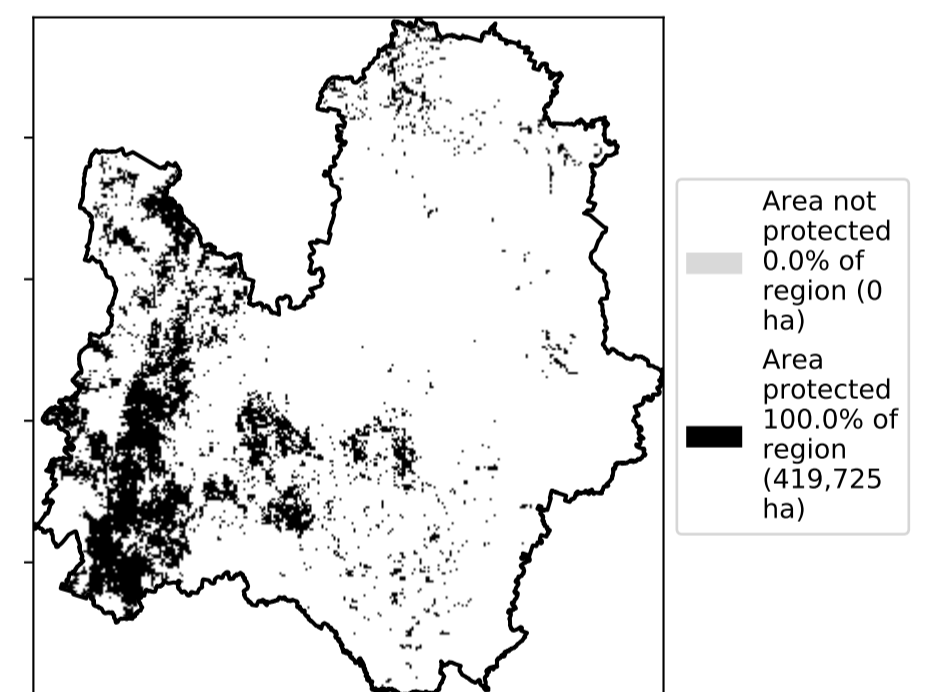 Area not
protected
0.0% of
region (0
ha)
Area
protected
100.0% of
region
(419,725
ha)